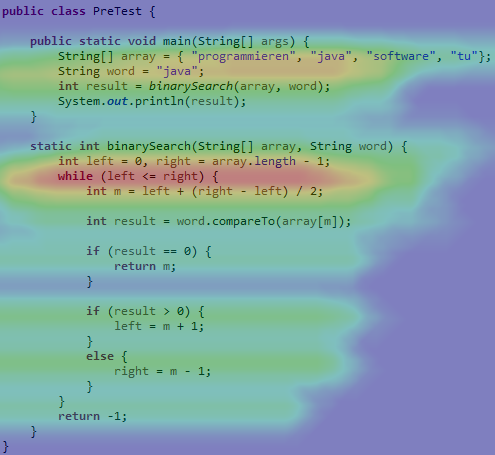 public class PreTest {
public static void main(String[] args) {
String[] array = { "programmieren", "java", "software", "tu"};
String word = "java";
int result = binarySearch(array, word);
System.out.println(result);
}
static int binarySearch(String[] array, String word) {
int left = 0, right = array.length - 1;
while (left <= right) {
int m = left + (right - left) / 2;
int result = word.compareTo(array[m]);
if (result == 0) {
return m;
}
if (result > 0) {
left = m + 1;
}
else {
right = m - 1;
}
}
return -1;
}
}